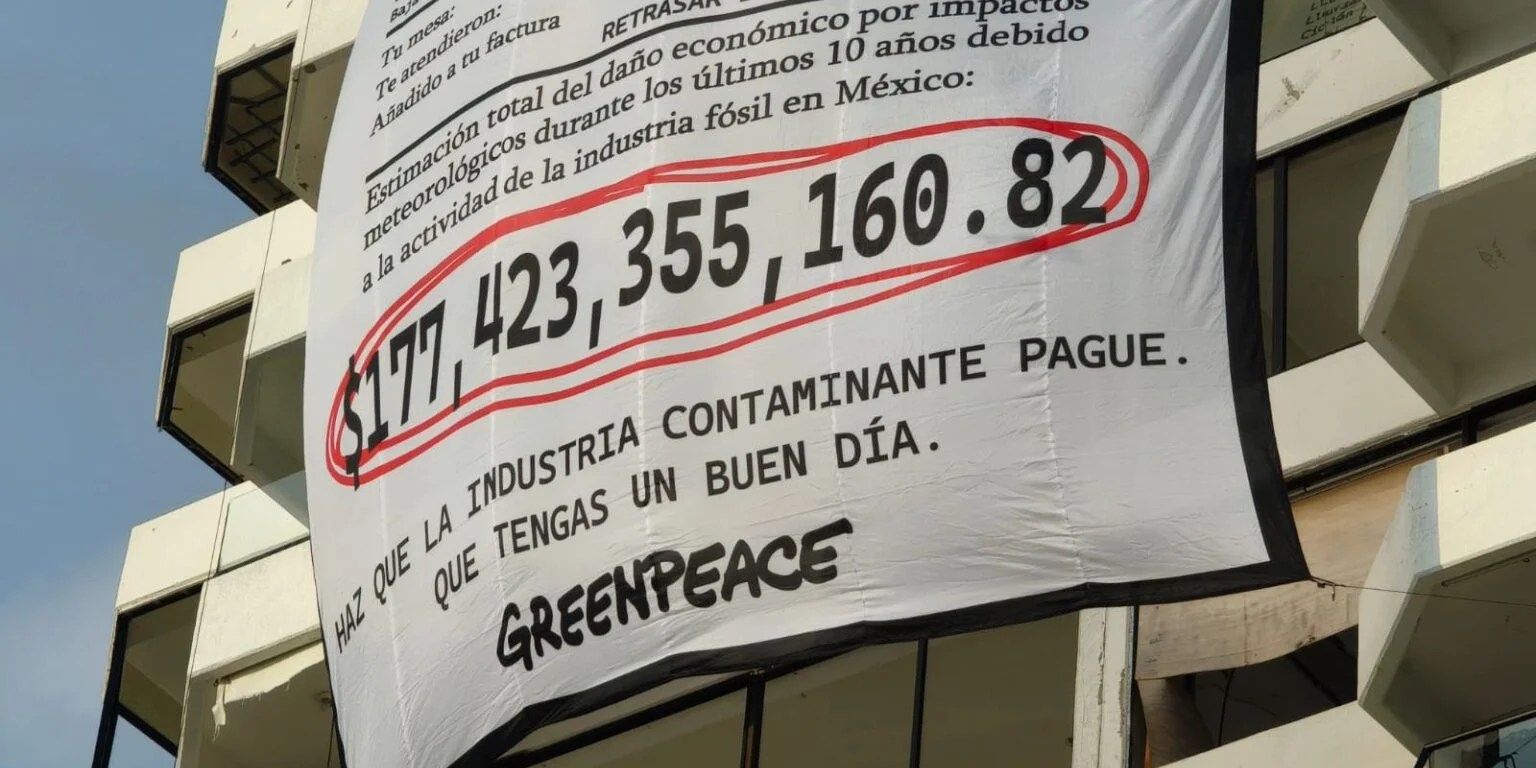 Tu mesa:
Te atendieron:
Añadido a tu factura
RETRASAR
Estimación total del daño económico por impactos
meteorológicos durante los últimos 10 años debido
a la actividad de la industria fósil en México:
$177,423,355,160.82
HAZ QUE LA INDUSTRIA CONTAMINANTE PAGUE.
QUE TENGAS UN BUEN DÍA.
GREENPEACE